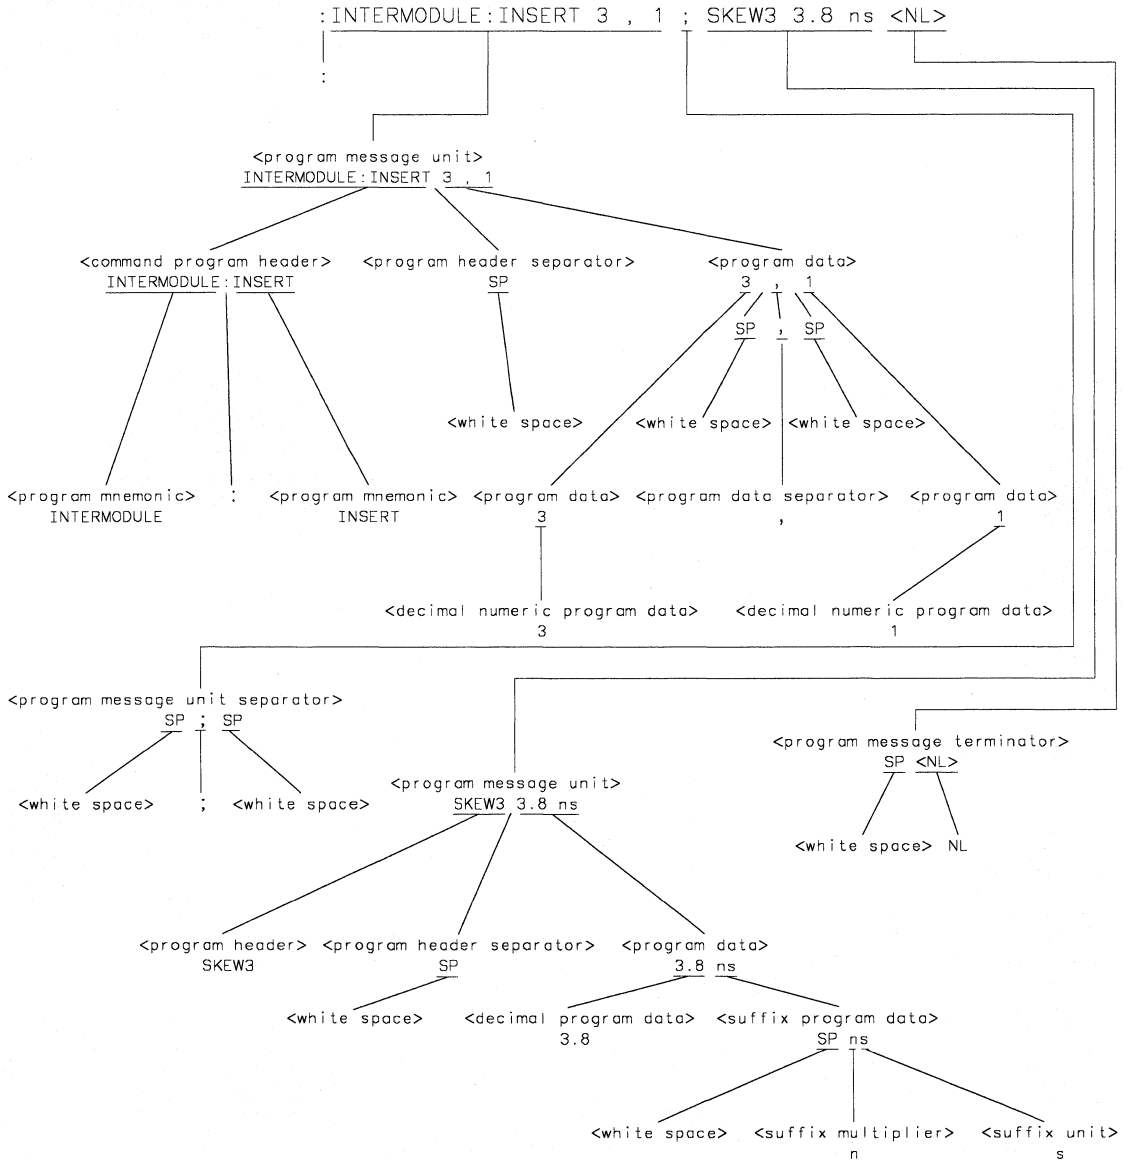 :INTERMODULE:INSERT 3 , 1 ; SKEW3 3.8 ns <NL>
:
<program message unit>
INTERMODULE:INSERT 3 , 1
<command program header> <program header separator> <program data>
INTERMODULE:INSERT SP 3 , 1
SP , SP
<white space> <white space> <white space>
<program mnemonic> : <program mnemonic> <program data> <program data separator> <program data>
INTERMODULE INSERT 3 , 1
<decimal numeric program data> <decimal numeric program data>
3 1
<program message unit separator>
SP ; SP
<program message terminator>
SP <NL>
<program message unit>
<white space> ; <white space> SKEW3 3.8 ns
<white space> NL
<program header> <program header separator> <program data>
SKEW3 SP 3.8 ns
<white space> <decimal program data> <suffix program data>
3.8 SP ns
<white space> <suffix multiplier> <suffix unit>
n s